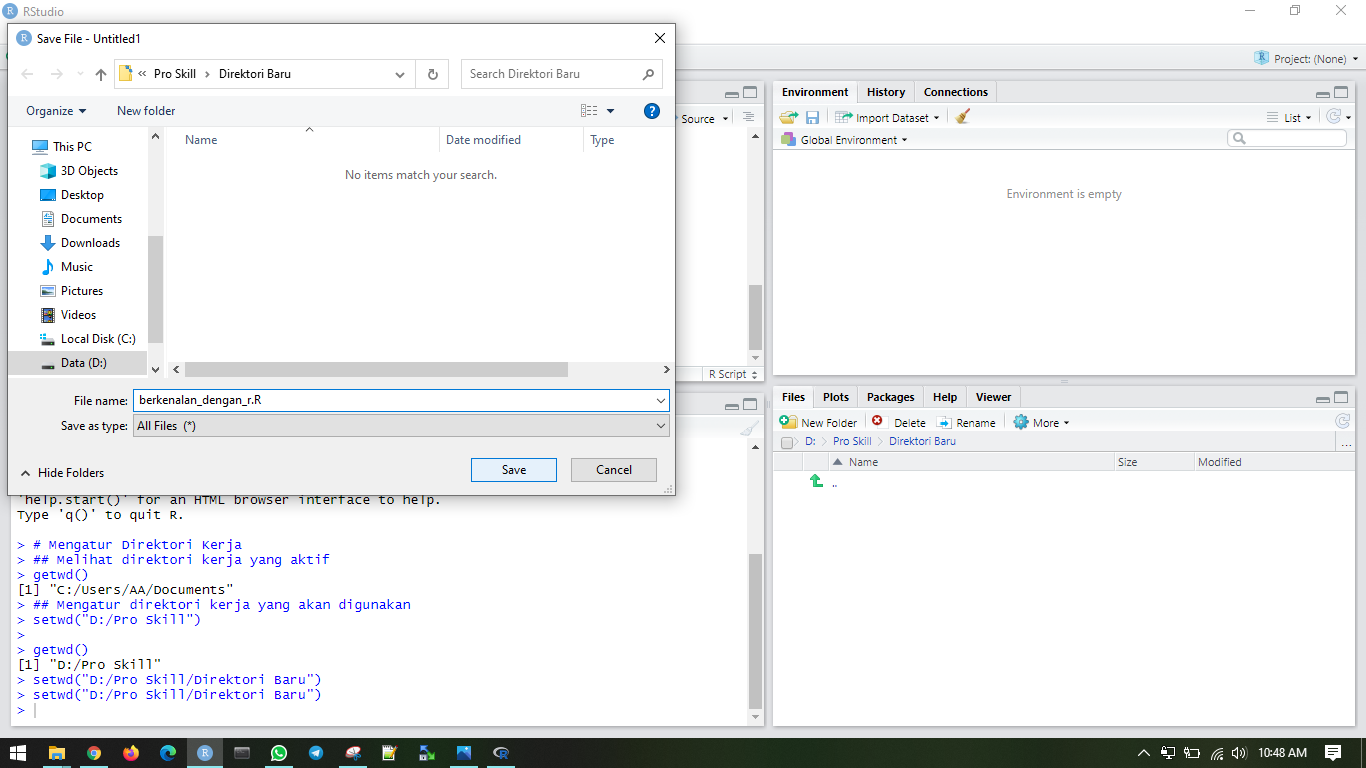 RStudio
Save File - Untitled1
« Pro Skill › Direktori Baru
Search Direktori Baru
Organize
New folder
This PC
3D Objects
Desktop
Documents
Downloads
Music
Pictures
Videos
Local Disk (C:)
Data (D:)
Name Date modified Type
No items match your search.
File name: berkenalan_dengan_r.R
Save as type: All Files (*)
Hide Folders
Save Cancel
Project: (None)
Source
R Script
'help.start()' for an HTML browser interface to help.
Type 'q()' to quit R.
> # Mengatur Direktori Kerja
> ## Melihat direktori kerja yang aktif
> getwd()
[1] "C:/Users/AA/Documents"
> ## Mengatur direktori kerja yang akan digunakan
> setwd("D:/Pro Skill")
>
> getwd()
[1] "D:/Pro Skill"
> setwd("D:/Pro Skill/Direktori Baru")
> setwd("D:/Pro Skill/Direktori Baru")
>
Environment History Connections
Import Dataset
List
Global Environment
Environment is empty
Files Plots Packages Help Viewer
New Folder Delete Rename More
D: Pro Skill Direktori Baru ...
Name Size Modified
..
10:48 AM